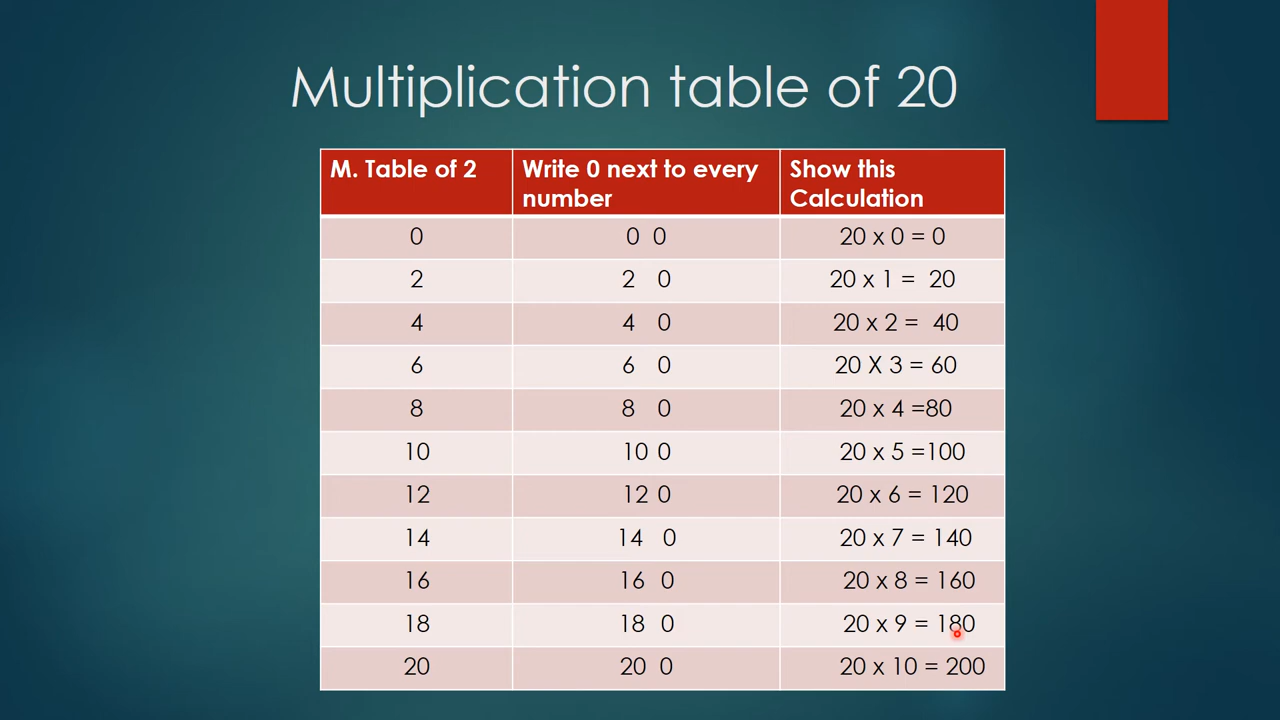 Multiplication table of 20
M. Table of 2 Write 0 next to every number Show this Calculation
0 0 0 20 x 0 = 0
2 2 0 20 x 1 = 20
4 4 0 20 x 2 = 40
6 6 0 20 X 3 = 60
8 8 0 20 x 4 =80
10 10 0 20 x 5 =100
12 12 0 20 x 6 = 120
14 14 0 20 x 7 = 140
16 16 0 20 x 8 = 160
18 18 0 20 x 9 = 180
20 20 0 20 x 10 = 200